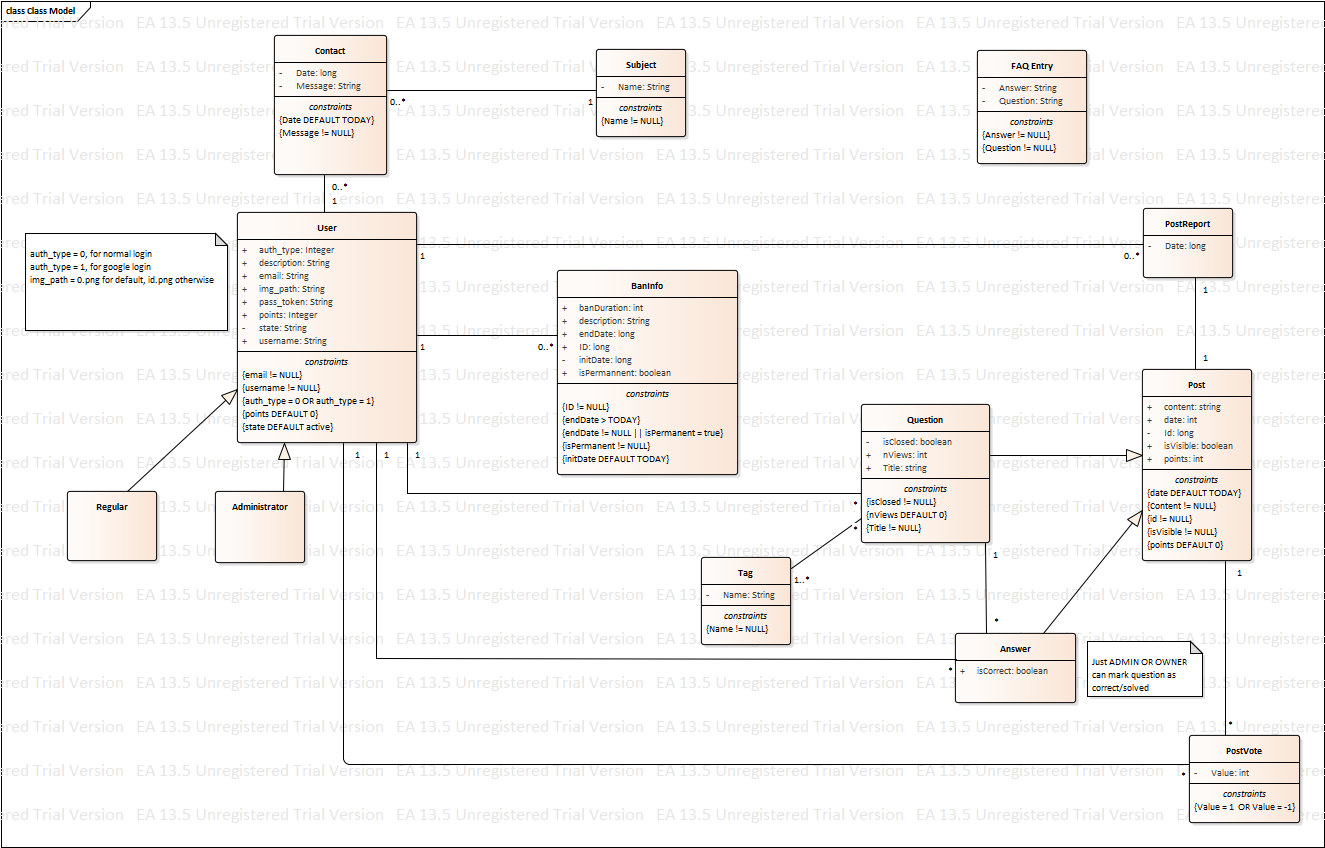 class Class Model
EA 13.5 Unregistered Trial Version
Contact
- Date: long
- Message: String
constraints
{Date DEFAULT TODAY}
{Message != NULL}
0..*
1
Subject
- Name: String
constraints
{Name != NULL}
FAQ Entry
- Answer: String
- Question: String
constraints
{Answer != NULL}
{Question != NULL}
0..*
1
auth_type = 0, for normal login
auth_type = 1, for google login
img_path = 0.png for default, id.png otherwise
User
+ auth_type: Integer
+ description: String
+ email: String
+ img_path: String
+ pass_token: String
+ points: Integer
- state: String
+ username: String
constraints
{email != NULL}
{username != NULL}
{auth_type = 0 OR auth_type = 1}
{points DEFAULT 0}
{state DEFAULT active}
1
0..*
PostReport
- Date: long
1
1
1
0..*
BanInfo
+ banDuration: int
+ description: String
+ endDate: long
+ ID: long
- initDate: long
+ isPermannent: boolean
constraints
{ID != NULL}
{endDate > TODAY}
{endDate != NULL || isPermanent = true}
{isPermanent != NULL}
{initDate DEFAULT TODAY}
Post
+ content: string
+ date: int
- Id: long
+ isVisible: boolean
+ points: int
constraints
{date DEFAULT TODAY}
{Content != NULL}
{id != NULL}
{isVisible != NULL}
{points DEFAULT 0}
Question
- isClosed: boolean
+ nViews: int
+ Title: string
constraints
{isClosed != NULL}
{nViews DEFAULT 0}
{Title != NULL}
1
1
1
*
*
Regular
Administrator
Tag
- Name: String
constraints
{Name != NULL}
1..*
1
*
1
Answer
+ isCorrect: boolean
*
Just ADMIN OR OWNER
can mark question as
correct/solved
*
PostVote
- Value: int
constraints
{Value = 1 OR Value = -1}
*